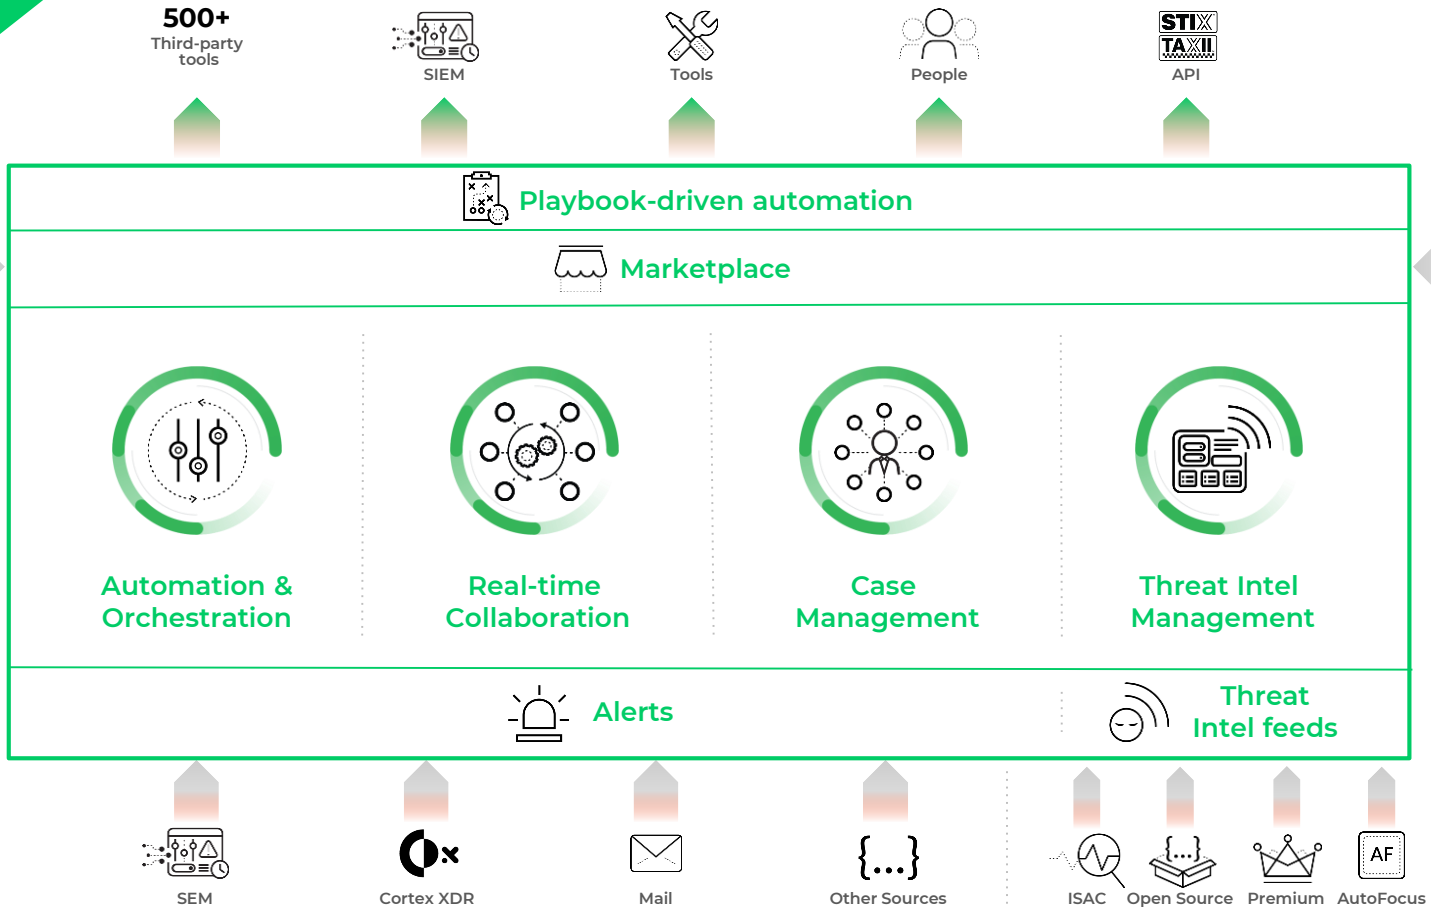 500+
Third-party
tools
SIEM
Tools
People
STIX
TAXII
API
Playbook-driven automation
Marketplace
Automation &
Orchestration
Real-time
Collaboration
Case
Management
Threat Intel
Management
Alerts
Threat
Intel feeds
SEM
Cortex XDR
Mail
{...}
Other Sources
ISAC
{...}
Open Source
Premium
AF
AutoFocus